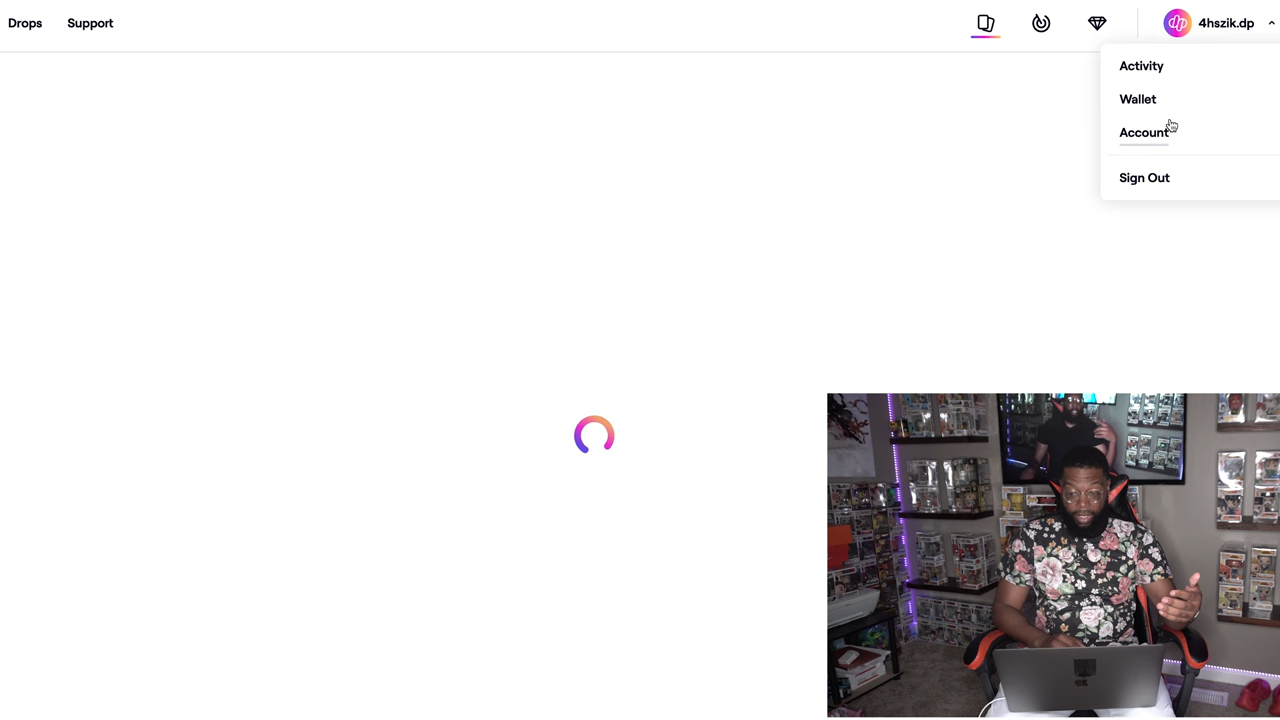 Drops
Support
4hszik.dp
Activity
Wallet
Account
Sign Out